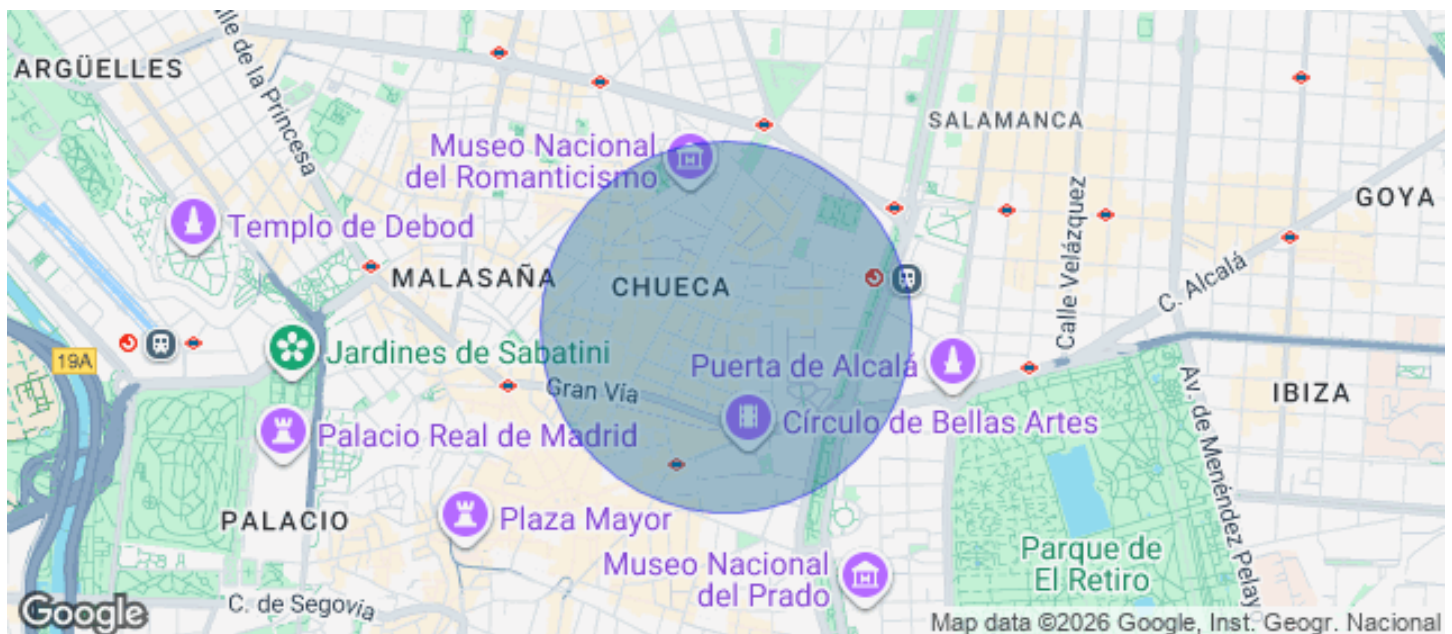 ARGÜELLES
lle de la Princesa
Museo Nacional
del Romanticismo
SALAMANCA
Calle Velázquez
GOYA
Templo de Debod
MALASAÑA
CHUECA
C. Alcalá
19A
Jardines de Sabatini
Gran Vía
Puerta de Alcalá
IBIZA
Av. de Menéndez Pelay
Palacio Real de Madrid
Círculo de Bellas Artes
PALACIO
Plaza Mayor
Museo Nacional
del Prado
Parque de
El Retiro
C. de Segovia
Google
Map data ©2026 Google, Inst. Geogr. Nacional